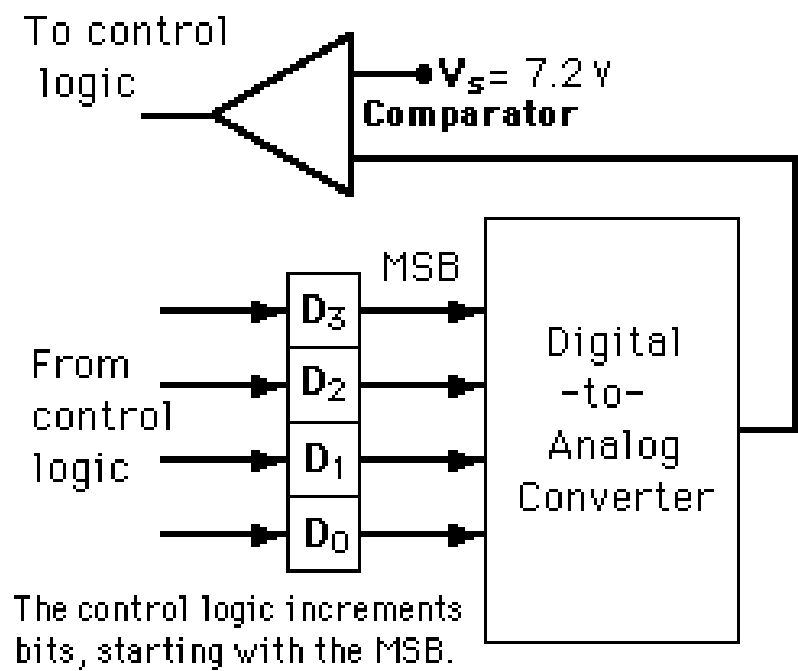 To control
logic
Vs = 7.2 V
Comparator
MSB
D3
D2
D1
D0
From
control
logic
Digital
-to-
Analog
Converter
The control logic increments
bits, starting with the MSB.